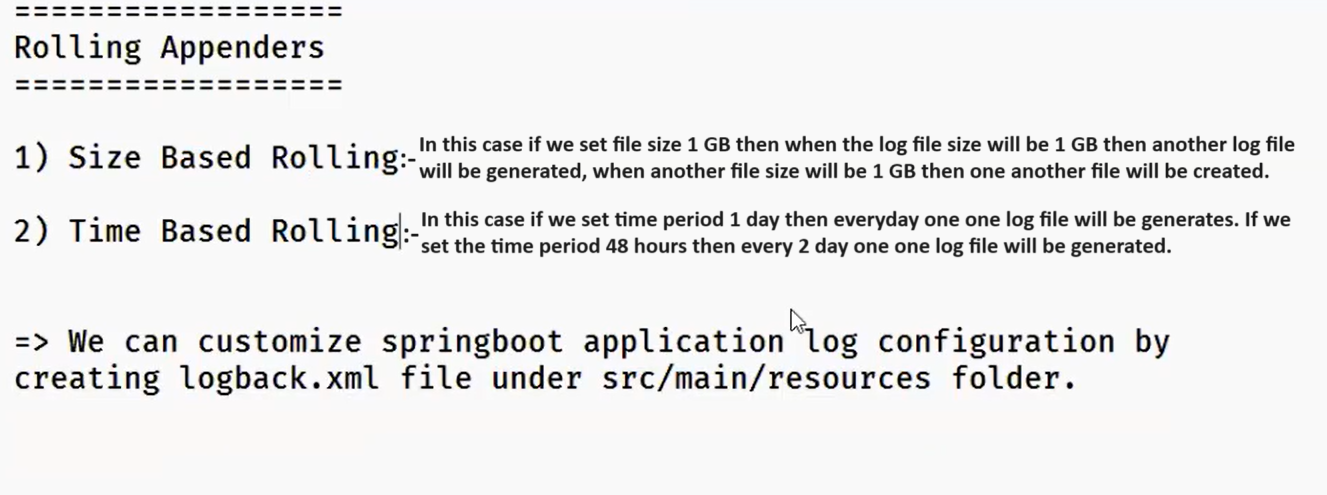 ==================
Rolling Appenders
==================
1) Size Based Rolling:- In this case if we set file size 1 GB then when the log file size will be 1 GB then another log file
will be generated, when another file size will be 1 GB then one another file will be created.
2) Time Based Rolling:- In this case if we set time period 1 day then everyday one one log file will be generates. If we
set the time period 48 hours then every 2 day one one log file will be generated.
=> We can customize springboot application log configuration by
creating logback.xml file under src/main/resources folder.